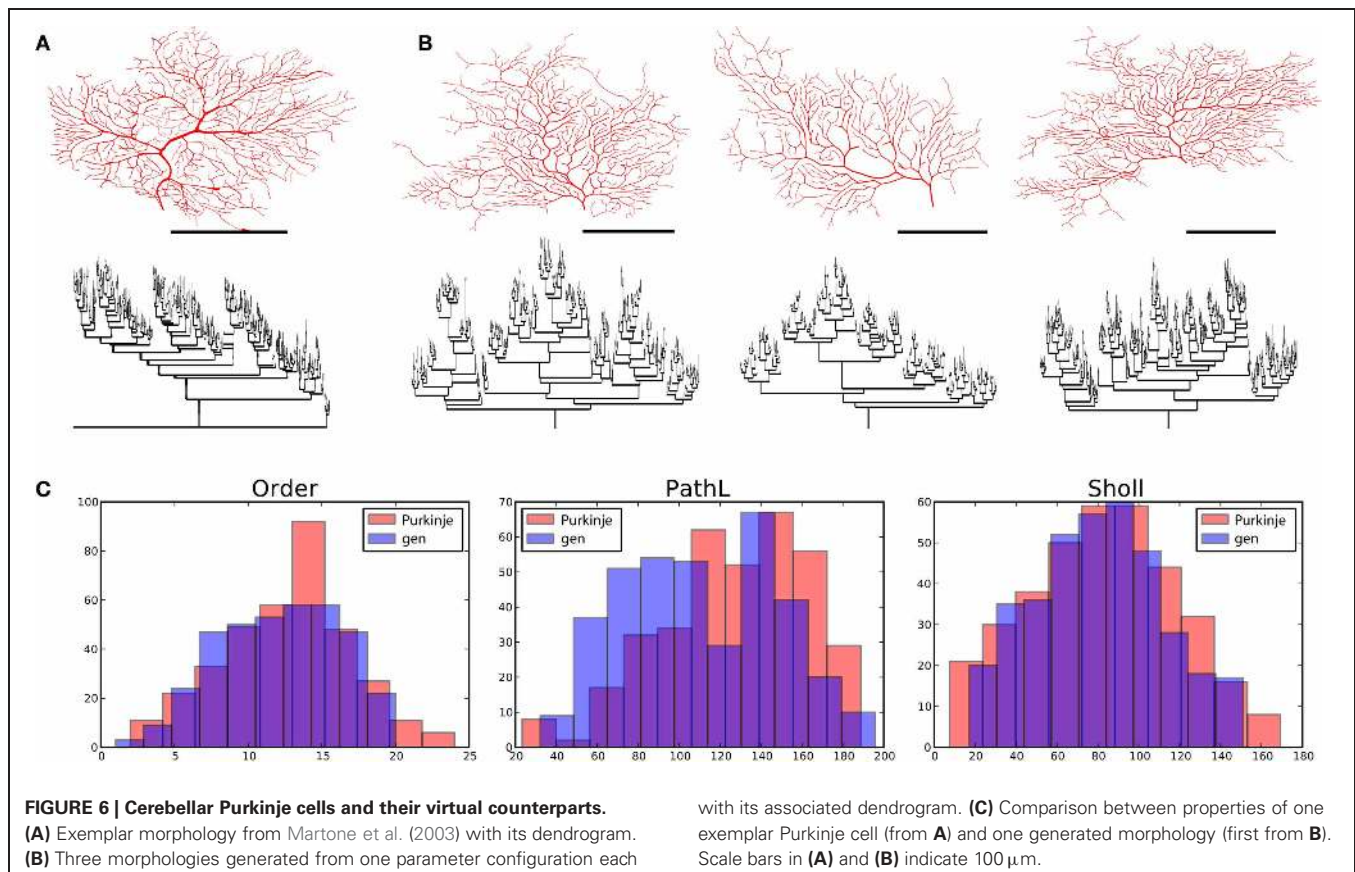 A
B
C
Order
100
80
60
40
20
0
0
5
10
15
20
25
Purkinje
gen
PathL
70
60
50
40
30
20
10
0
20
40
60
80
100
120
140
160
180
200
Purkinje
gen
Sholl
60
50
40
30
20
10
0
0
20
40
60
80
100
120
140
160
180
Purkinje
gen
FIGURE 6 | Cerebellar Purkinje cells and their virtual counterparts.
(A) Exemplar morphology from Martone et al. (2003) with its dendrogram.
(B) Three morphologies generated from one parameter configuration each
with its associated dendrogram. (C) Comparison between properties of one
exemplar Purkinje cell (from A) and one generated morphology (first from B).
Scale bars in (A) and (B) indicate 100 μm.